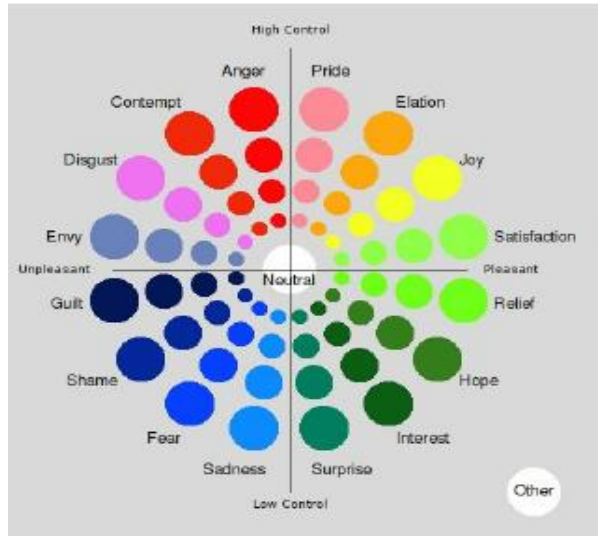 High Control
Anger Pride
Contempt Elation
Disgust Joy
Envy Satisfaction
Unpleasant Pleasant
Neutral
Guilt Relief
Shame Hope
Fear Interest
Sadness Surprise
Other
Low Control